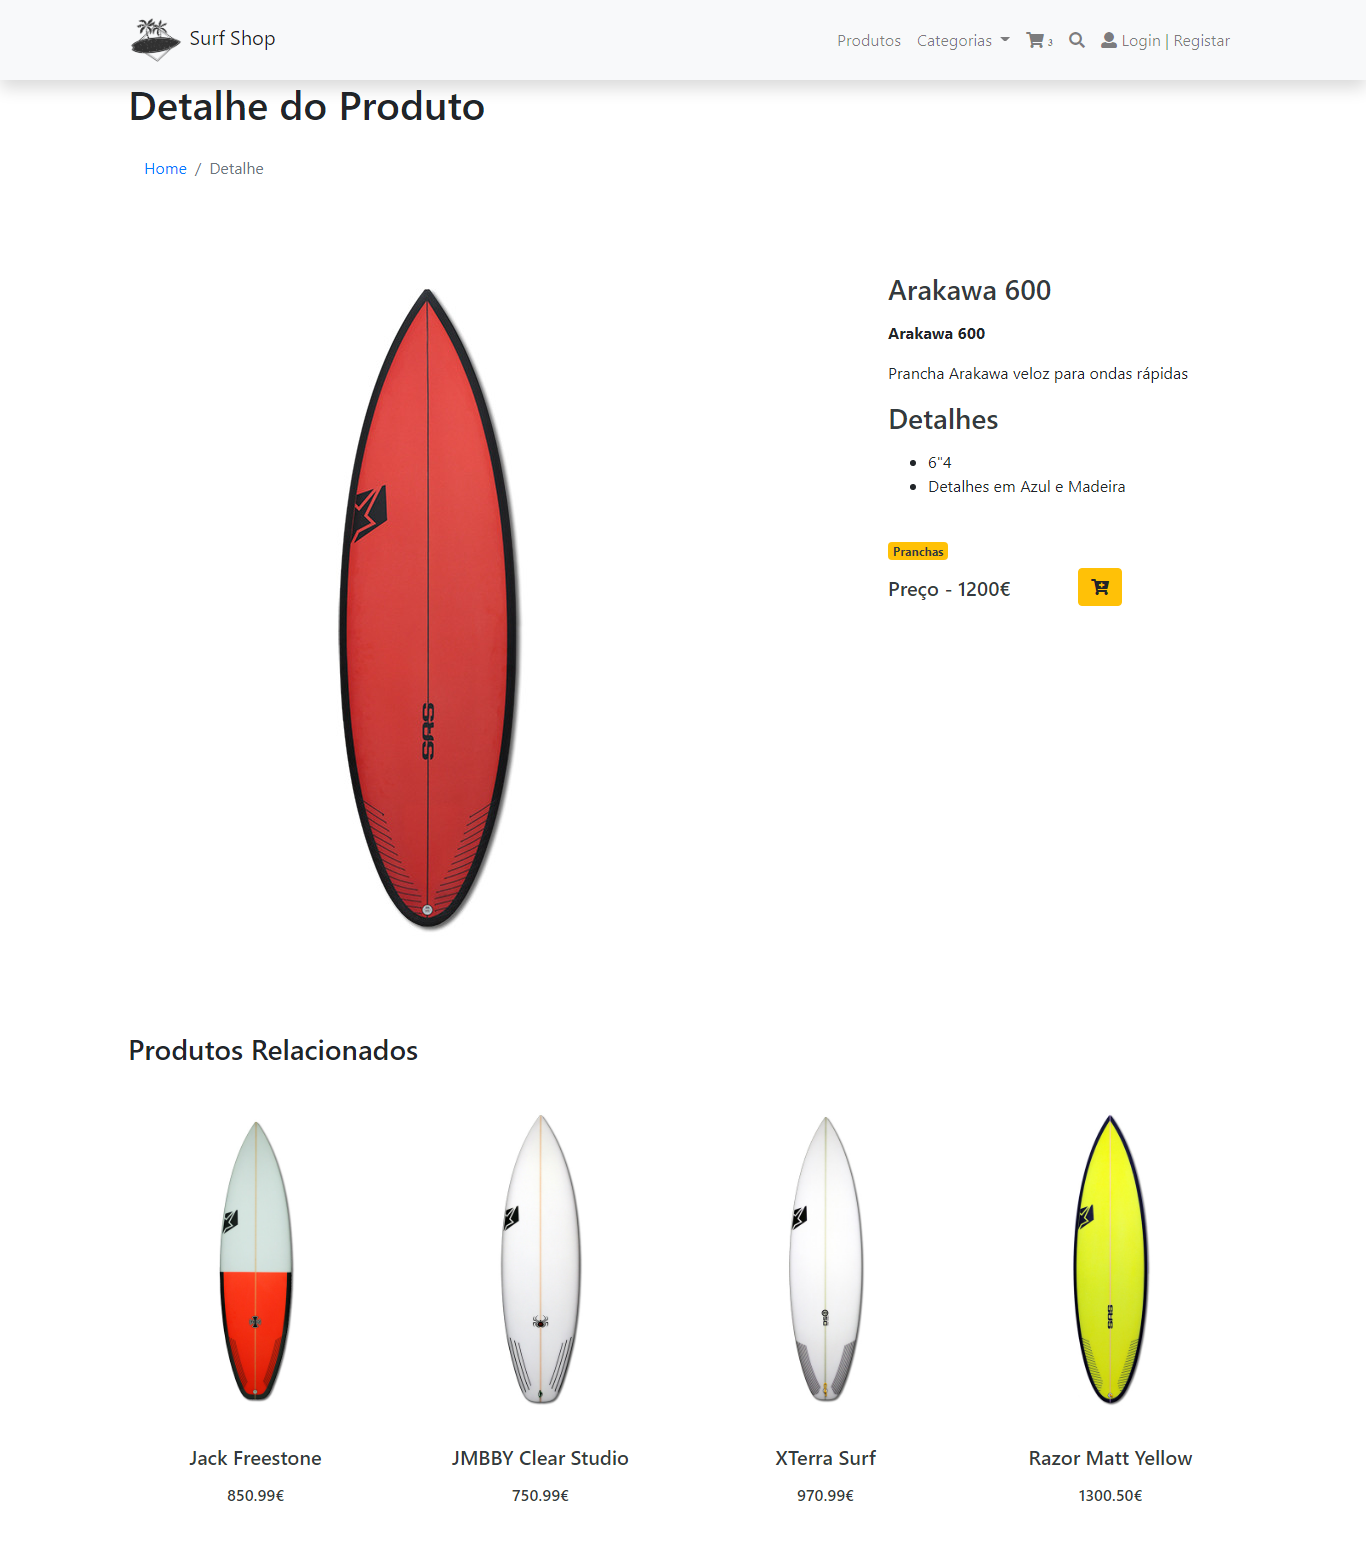 Surf Shop
Produtos Categorias 3 Login | Registar
Detalhe do Produto
Home / Detalhe
Arakawa 600
Arakawa 600
Prancha Arakawa veloz para ondas rápidas
Detalhes
6"4
Detalhes em Azul e Madeira
Pranchas
Preço - 1200€
SRS
Produtos Relacionados
SRS
Jack Freestone
JMBBY Clear Studio
XTerra Surf
Razor Matt Yellow
850.99€
750.99€
970.99€
1300.50€